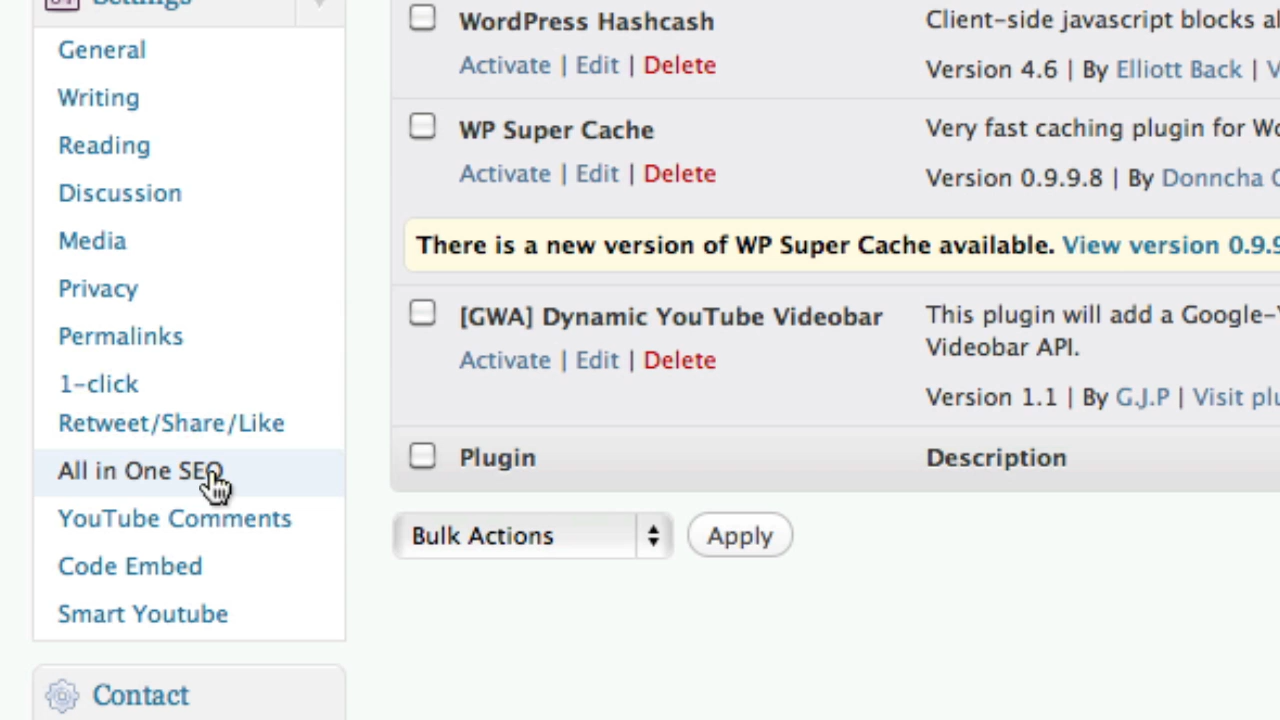 Settings
General
Writing
Reading
Discussion
Media
Privacy
Permalinks
1-click
Retweet/Share/Like
All in One SEO
YouTube Comments
Code Embed
Smart Youtube
Contact
WordPress Hashcash
Activate | Edit | Delete
Client-side javascript blocks al
Version 4.6 | By Elliott Back | V
WP Super Cache
Activate | Edit | Delete
Very fast caching plugin for Wo
Version 0.9.9.8 | By Donncha O
There is a new version of WP Super Cache available. View version 0.9.9
[GWA] Dynamic YouTube Videobar
Activate | Edit | Delete
This plugin will add a Google-Y
Videobar API.
Version 1.1 | By G.J.P | Visit plu
Plugin
Description
Bulk Actions
Apply